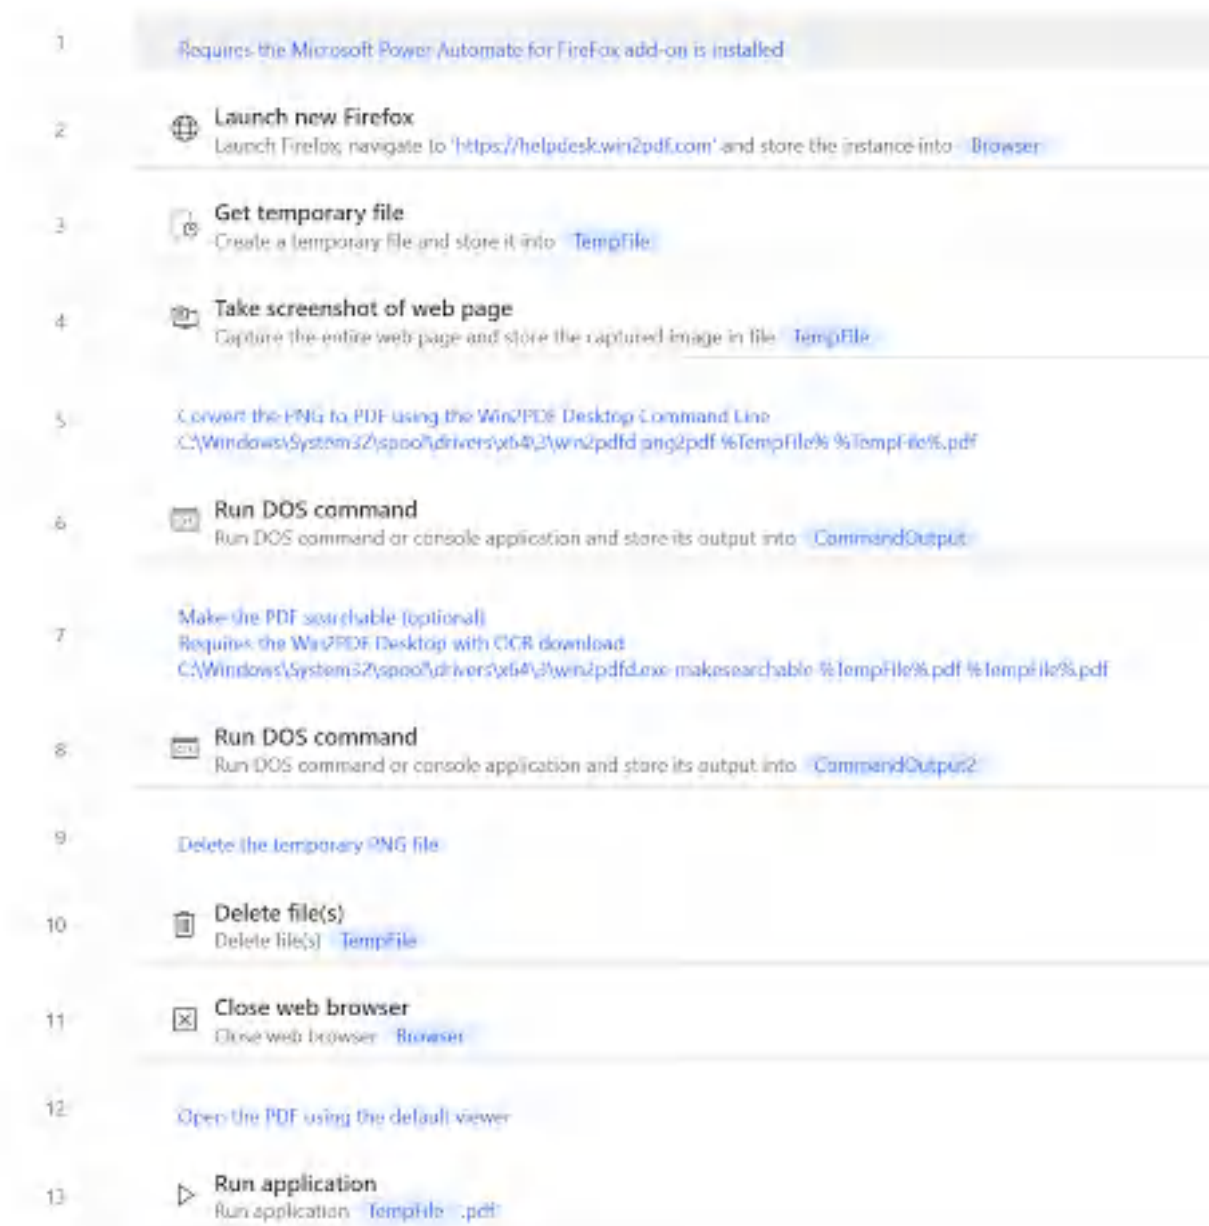 1
Requires the Microsoft Power Automate for FireFox add-on is installed
2
Launch new Firefox
Launch Firefox, navigate to 'https://helpdesk.win2pdf.com' and store the instance into Browser
3
Get temporary file
Create a temporary file and store it into TempFile
4
Take screenshot of web page
Capture the entire web page and store the captured image in file TempFile
5
Convert the PNG to PDF using the Win2PDF Desktop Command Line
C:\Windows\System32\spool\drivers\x64\3\win2pdfd png2pdf %TempFile% %TempFile%.pdf
6
Run DOS command
Run DOS command or console application and store its output into CommandOutput
7
Make the PDF searchable (optional)
Requires the Win2PDF Desktop with OCR download
C:\Windows\System32\spool\drivers\x64\3\win2pdfd.exe makesearchable %TempFile%.pdf %TempFile%.pdf
8
Run DOS command
Run DOS command or console application and store its output into CommandOutput2
9
Delete the temporary PNG file
10
Delete file(s)
Delete file(s) TempFile
11
Close web browser
Close web browser Browser
12
Open the PDF using the default viewer
13
Run application
Run application TempFile .pdf